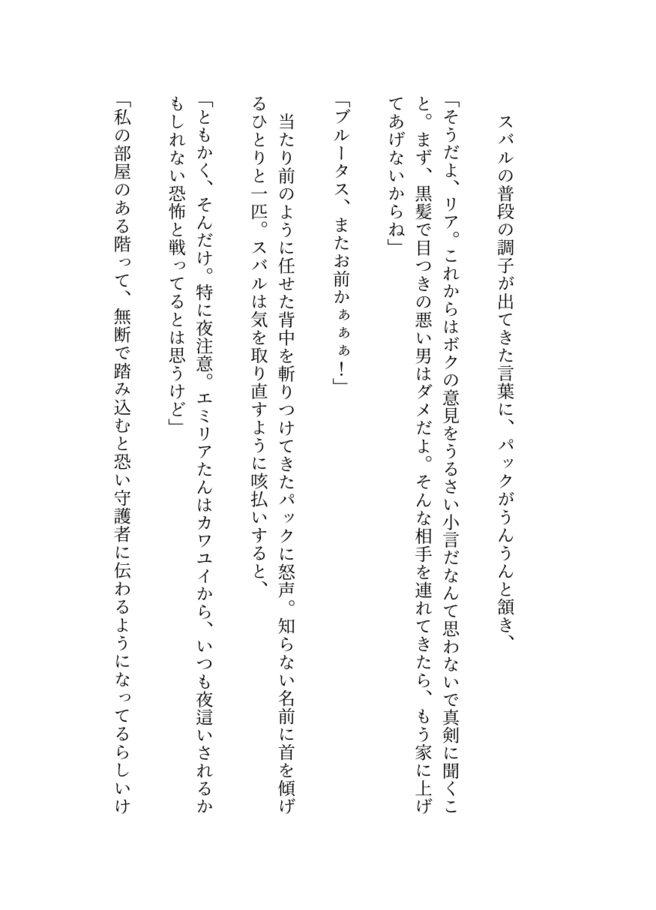 スバルの普段の調子が出てきた言葉に、パックがうんうんと頷き、
「そうだよ、リア。これからはボクの意見をうるさい小言だなんて思わないで真剣に聞くこ
と。まず、黒髪で目つきの悪い男はダメだよ。そんな相手を連れてきたら、もう家に上げ
てあげないからね」
「ブルータス、またお前かぁぁぁ！」
当たり前のように任せた背中を斬りつけてきたパックに怒声。知らない名前に首を傾げ
るひとりと一匹。スバルは気を取り直すように咳払いすると、
「ともかく、そんだけ。特に夜注意。エミリアたんはカワユイから、いつも夜這いされるか
もしれない恐怖と戦ってるとは思うけど」
「私の部屋のある階って、無断で踏み込むと恐い守護者に伝わるようになってるらしいけ